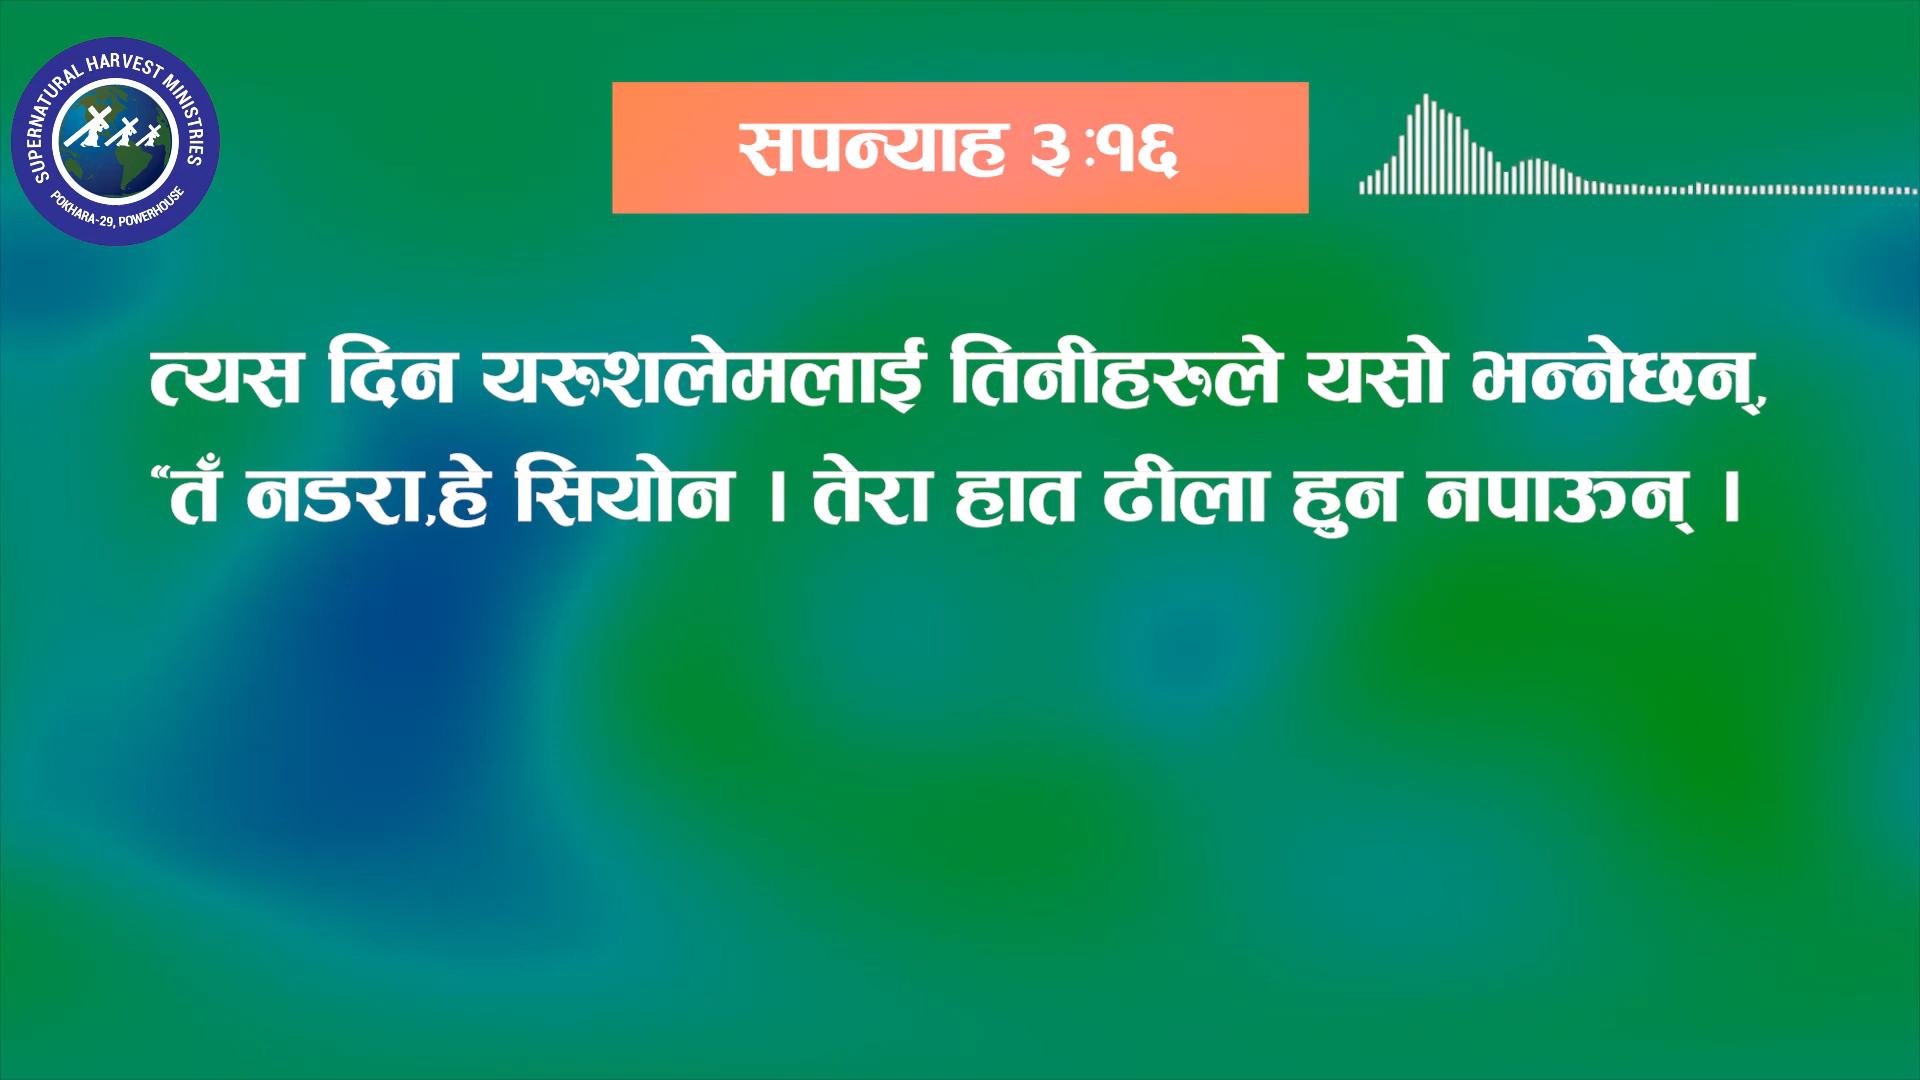 SUPERNATURAL HARVEST MINISTRIES
POKHARA-29, POWERHOUSE
सपन्याह ३ :१६
त्यस दिन यरुशलेमलाई तिनीहरुले यसो भन्नेछन्,
“तँ नडरा,हे सियोन । तेरा हात ढीला हुन नपाऊन् ।